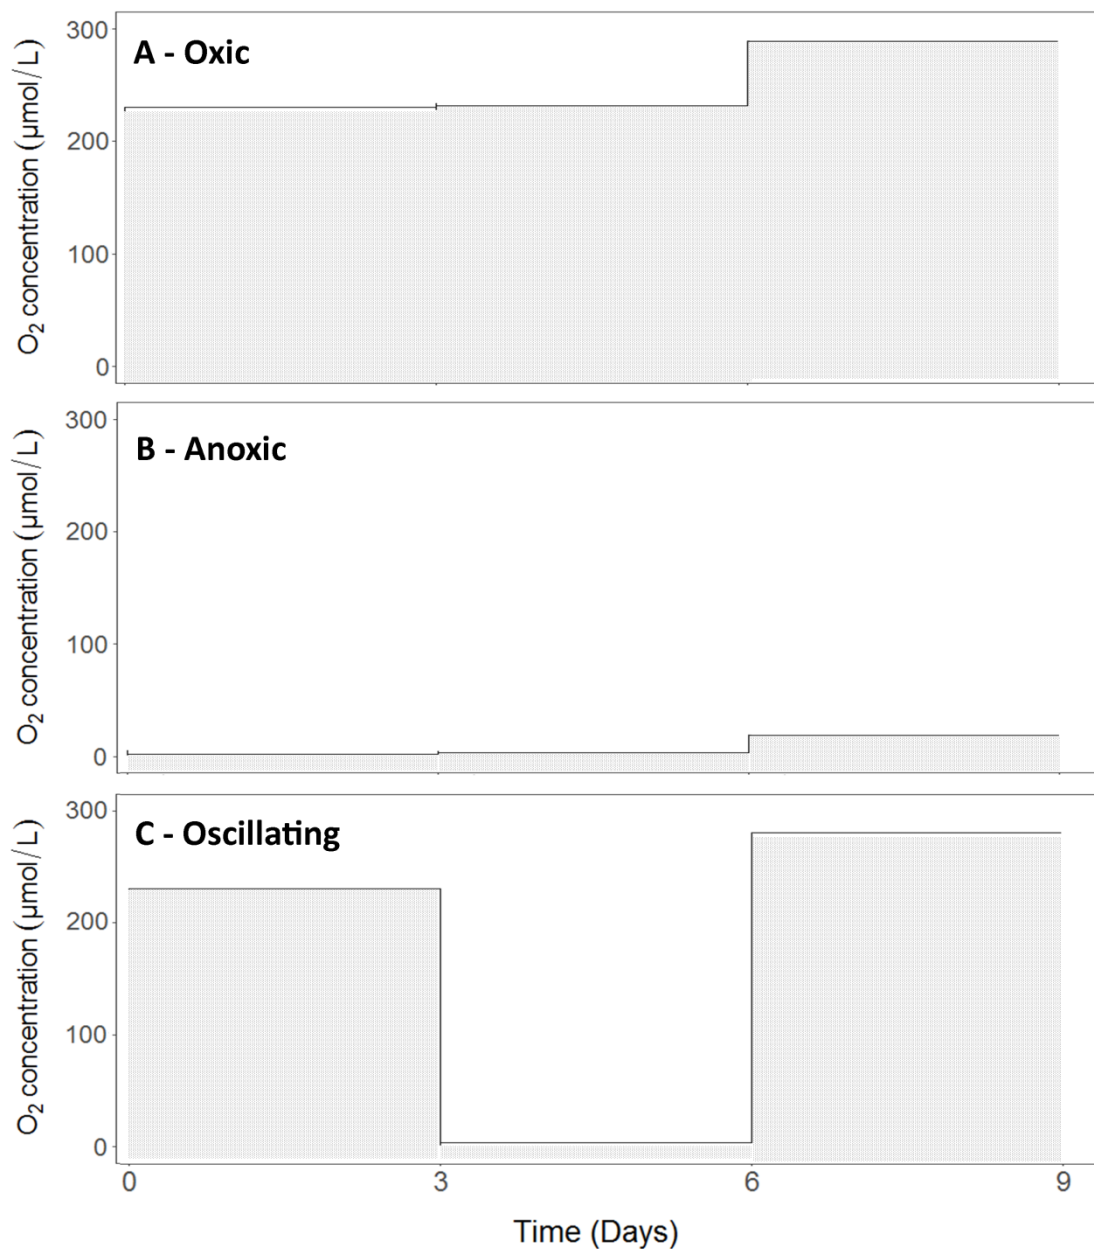 A - Oxic
O₂ concentration (μmol/L)
300
200
100
0
B - Anoxic
O₂ concentration (μmol/L)
300
200
100
0
C - Oscillating
O₂ concentration (μmol/L)
300
200
100
0
0 3 6 9
Time (Days)